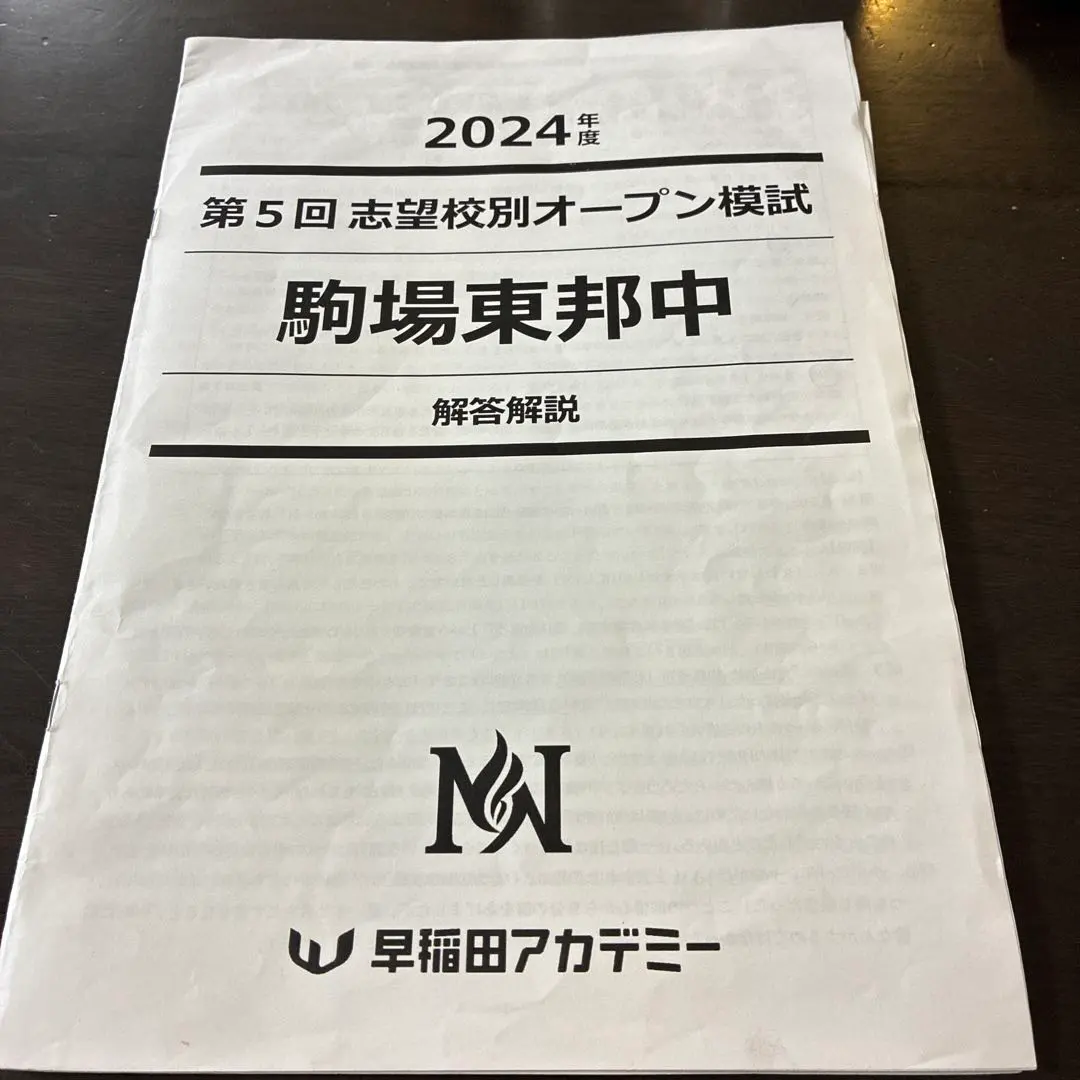 2024年度
第5回 志望校別オープン模試
駒場東邦中
解答解説
NN
早稲田アカデミー